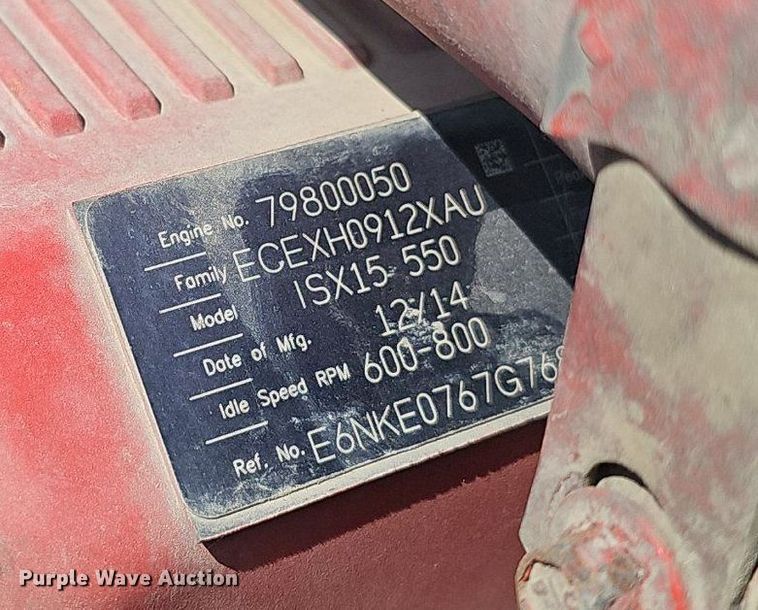 Engine No. 79800050
Family ECEXH0912XAU
Model ISX15 550
Date of Mfg. 12/14
Idle Speed RPM 600-800
Ref. No. E6NKE0767G76
Purple Wave Auction